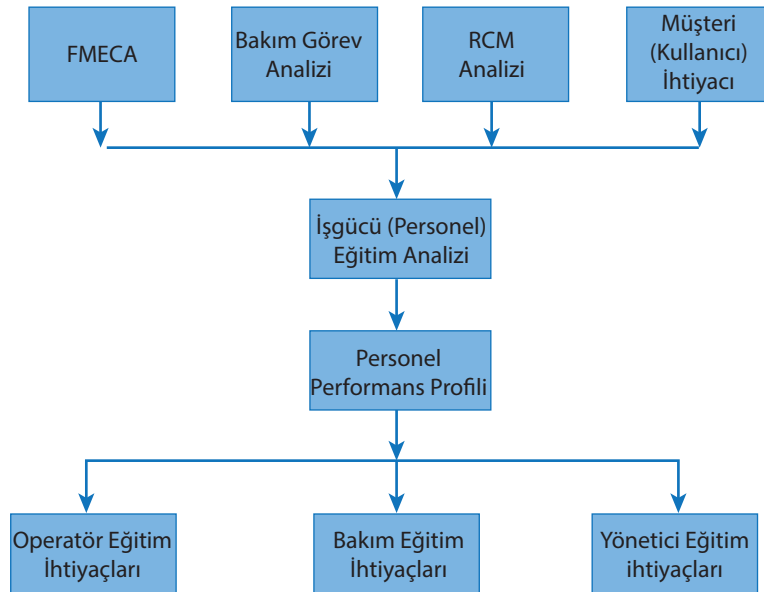 FMECA
Bakım Görev
Analizi
RCM
Analizi
Müşteri
(Kullanıcı)
İhtiyacı
İşgücü (Personel)
Eğitim Analizi
Personel
Performans Profili
Operatör Eğitim
İhtiyaçları
Bakım Eğitim
İhtiyaçları
Yönetici Eğitim
ihtiyaçları